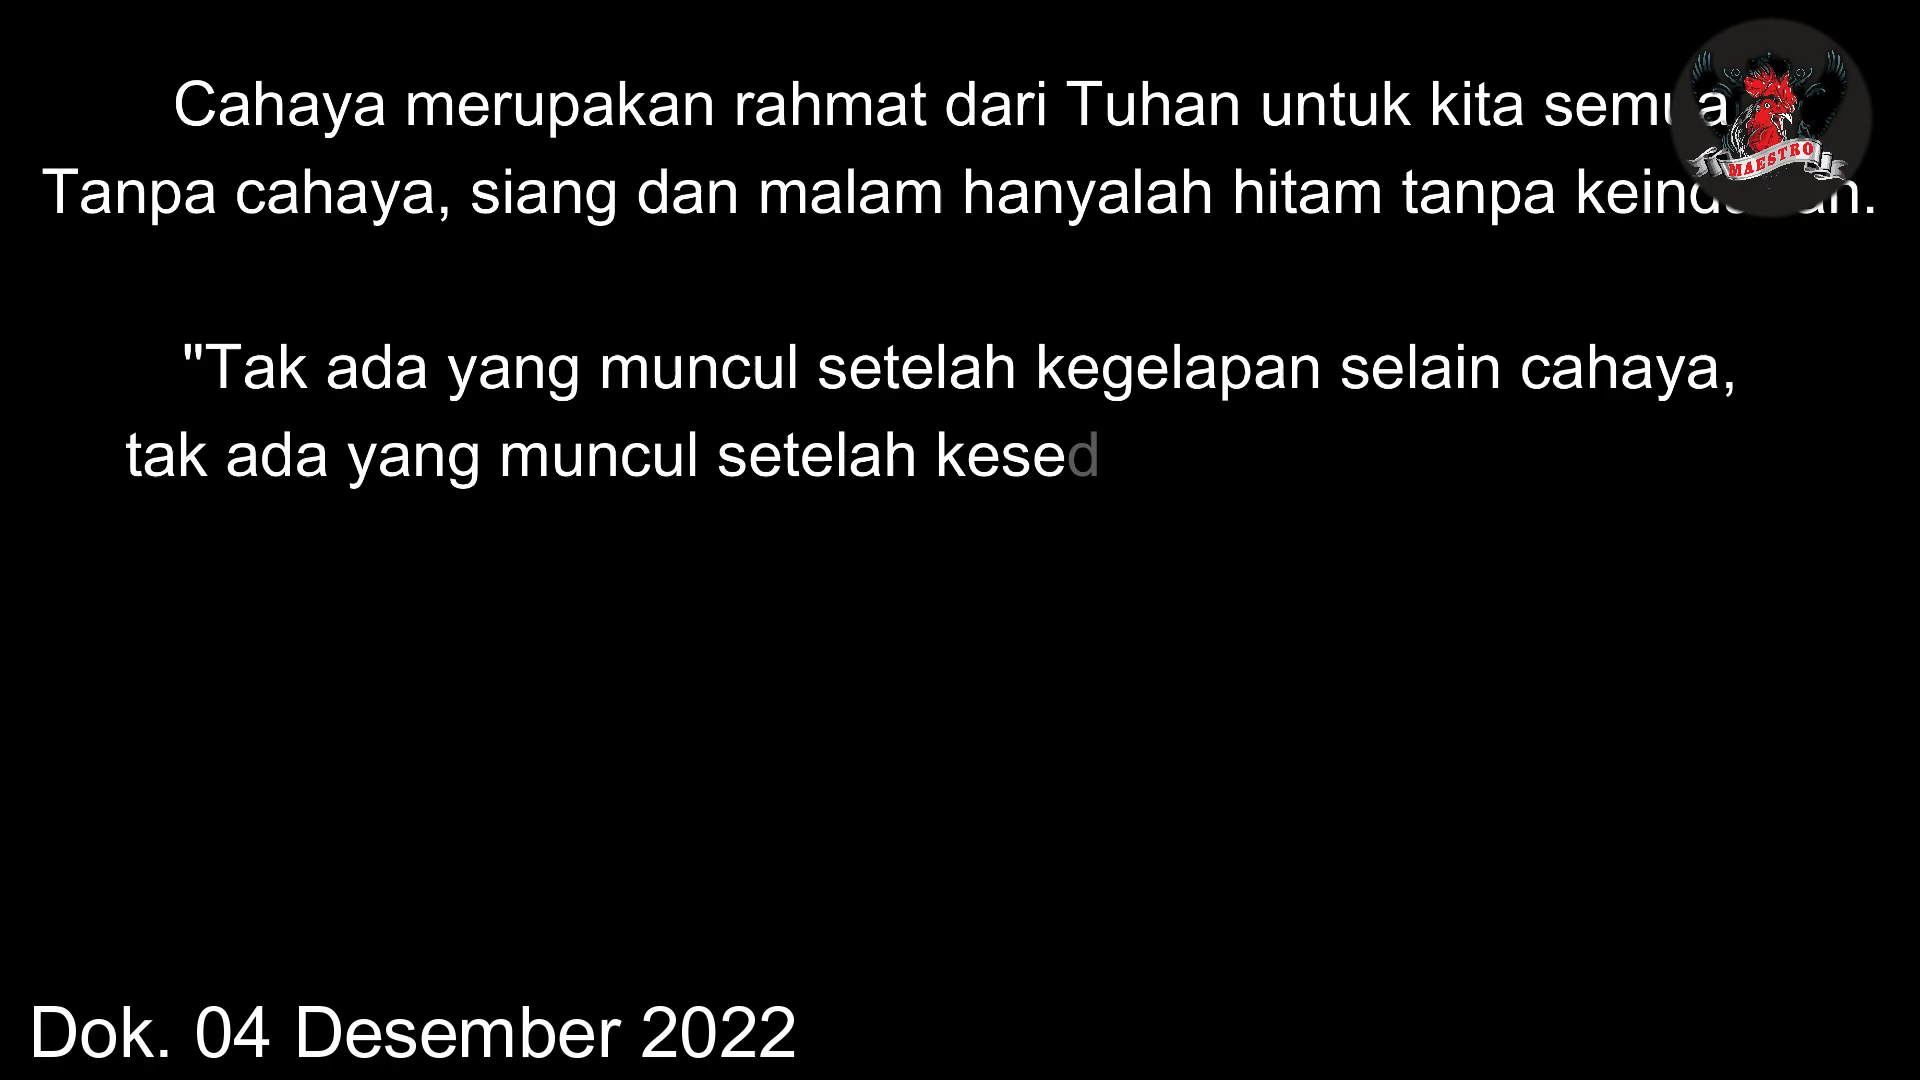 Cahaya merupakan rahmat dari Tuhan untuk kita semua
Tanpa cahaya, siang dan malam hanyalah hitam tanpa
"Tak ada yang muncul setelah kegelapan selain cahaya,
tak ada yang muncul setelah kesed
MAESTRO
Dok. 04 Desember 2022